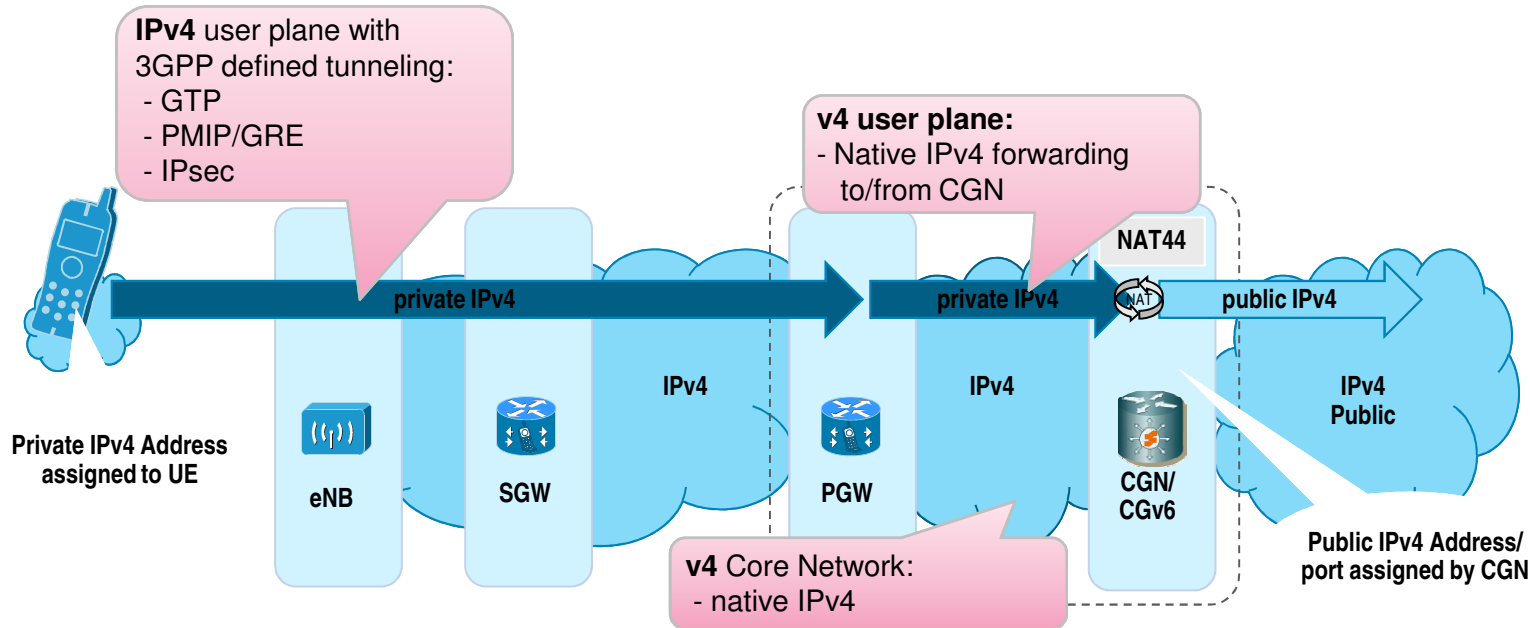 IPv4 user plane with
3GPP defined tunneling:
- GTP
- PMIP/GRE
- IPsec
v4 user plane:
- Native IPv4 forwarding
to/from CGN
NAT44
private IPv4
private IPv4
NAT
public IPv4
IPv4
IPv4
IPv4
Public
Private IPv4 Address
assigned to UE
eNB
SGW
PGW
CGN/
CGv6
v4 Core Network:
- native IPv4
Public IPv4 Address/
port assigned by CGN